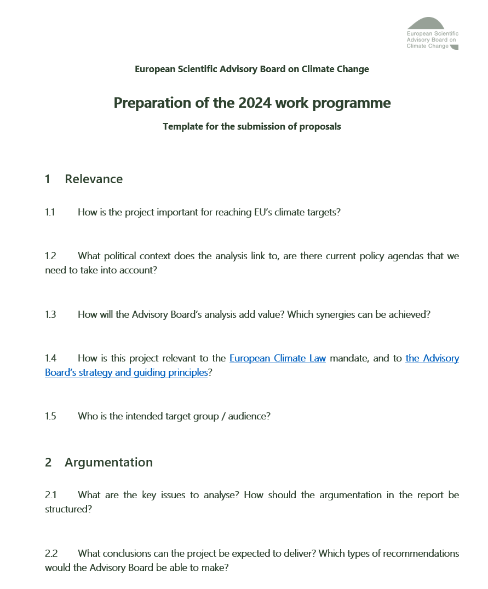 European Scientific
Advisory Board on
Climate Change
European Scientific Advisory Board on Climate Change
Preparation of the 2024 work programme
Template for the submission of proposals
1 Relevance
1.1 How is the project important for reaching EU's climate targets?
1.2 What political context does the analysis link to, are there current policy agendas that we
need to take into account?
1.3 How will the Advisory Board's analysis add value? Which synergies can be achieved?
1.4 How is this project relevant to the European Climate Law mandate, and to the Advisory
Board's strategy and guiding principles?
1.5 Who is the intended target group / audience?
2 Argumentation
2.1 What are the key issues to analyse? How should the argumentation in the report be
structured?
2.2 What conclusions can the project be expected to deliver? Which types of recommendations
would the Advisory Board be able to make?